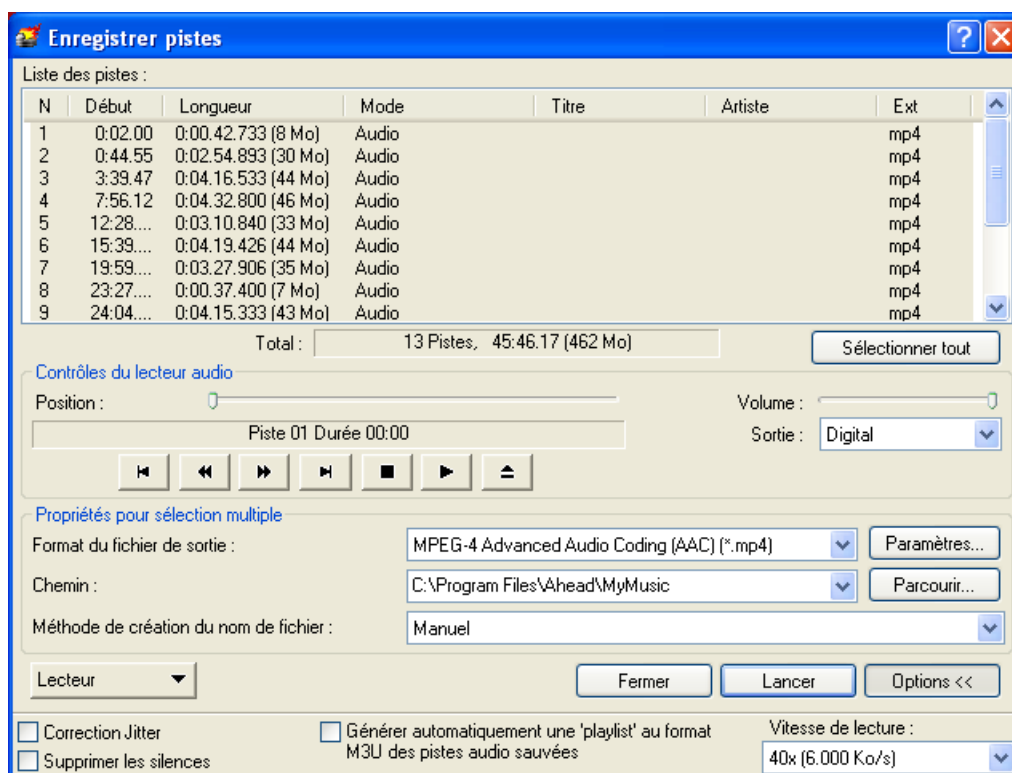 Enregistrer pistes
Liste des pistes :
N Début Longueur Mode Titre Artiste Ext
1 0:02.00 0:00.42.733 (8 Mo) Audio mp4
2 0:44.55 0:02.54.893 (30 Mo) Audio mp4
3 3:39.47 0:04.16.533 (44 Mo) Audio mp4
4 7:56.12 0:04.32.800 (46 Mo) Audio mp4
5 12:28.... 0:03.10.840 (33 Mo) Audio mp4
6 15:39.... 0:04.19.426 (44 Mo) Audio mp4
7 19:59.... 0:03.27.906 (35 Mo) Audio mp4
8 23:27.... 0:00.37.400 (7 Mo) Audio mp4
9 24:04.... 0:04.15.333 (43 Mo) Audio mp4
Total : 13 Pistes, 45:46.17 (462 Mo)
Sélectionner tout
Contrôles du lecteur audio
Position : Volume :
Piste 01 Durée 00:00 Sortie : Digital
Propriétés pour sélection multiple
Format du fichier de sortie : MPEG-4 Advanced Audio Coding (AAC) (*.mp4) Paramètres...
Chemin : C:\Program Files\Ahead\MyMusic Parcourir...
Méthode de création du nom de fichier : Manuel
Lecteur Fermer Lancer Options <<
Correction Jitter
Supprimer les silences
Générer automatiquement une 'playlist' au format
M3U des pistes audio sauvées
Vitesse de lecture :
40x (6.000 Ko/s)